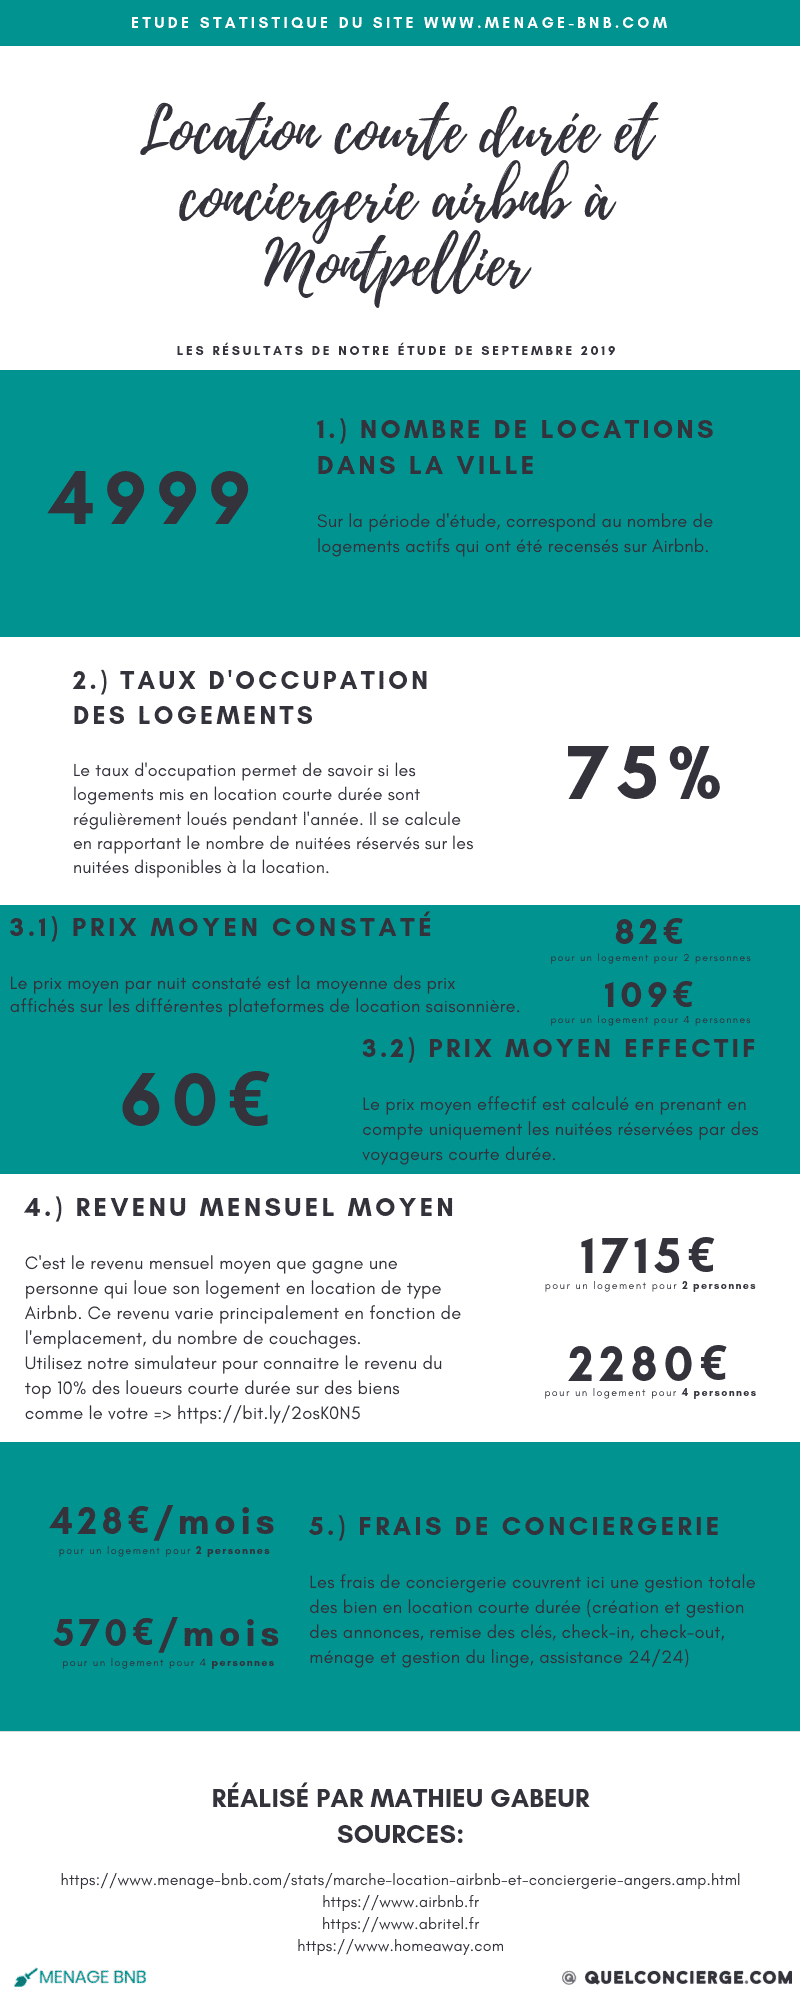 ETUDE STATISTIQUE DU SITE WWW.MENAGE-BNB.COM
Location courte durée et
conciergerie airbnb à
Montpellier
LES RÉSULTATS DE NOTRE ÉTUDE DE SEPTEMBRE 2019
4999
1.) NOMBRE DE LOCATIONS
DANS LA VILLE
Sur la période d'étude, correspond au nombre de
logements actifs qui ont été recensés sur Airbnb.
2.) TAUX D'OCCUPATION
DES LOGEMENTS
Le taux d'occupation permet de savoir si les
logements mis en location courte durée sont
régulièrement loués pendant l'année. Il se calcule
en rapportant le nombre de nuitées réservés sur les
nuitées disponibles à la location.
75%
3.1) PRIX MOYEN CONSTATÉ
Le prix moyen par nuit constaté est la moyenne des prix
affichés sur les différentes plateformes de location saisonnière.
82€
pour un logement pour 2 personnes
109€
pour un logement pour 4 personnes
60€
3.2) PRIX MOYEN EFFECTIF
Le prix moyen effectif est calculé en prenant en
compte uniquement les nuitées réservées par des
voyageurs courte durée.
4.) REVENU MENSUEL MOYEN
C'est le revenu mensuel moyen que gagne une
personne qui loue son logement en location de type
Airbnb. Ce revenu varie principalement en fonction de
l'emplacement, du nombre de couchages.
Utilisez notre simulateur pour connaitre le revenu du
top 10% des loueurs courte durée sur des biens
comme le votre => https://bit.ly/2osK0N5
1715€
pour un logement pour 2 personnes
2280€
pour un logement pour 4 personnes
428€/mois
pour un logement pour 2 personnes
570€/mois
pour un logement pour 4 personnes
5.) FRAIS DE CONCIERGERIE
Les frais de conciergerie couvrent ici une gestion totale
des bien en location courte durée (création et gestion
des annonces, remise des clés, check-in, check-out,
ménage et gestion du linge, assistance 24/24)
RÉALISÉ PAR MATHIEU GABEUR
SOURCES:
https://www.menage-bnb.com/stats/marche-location-airbnb-et-conciergerie-angers.amp.html
https://www.airbnb.fr
https://www.abritel.fr
https://www.homeaway.com
MENAGE BNB
QUELCONCIERGE.COM